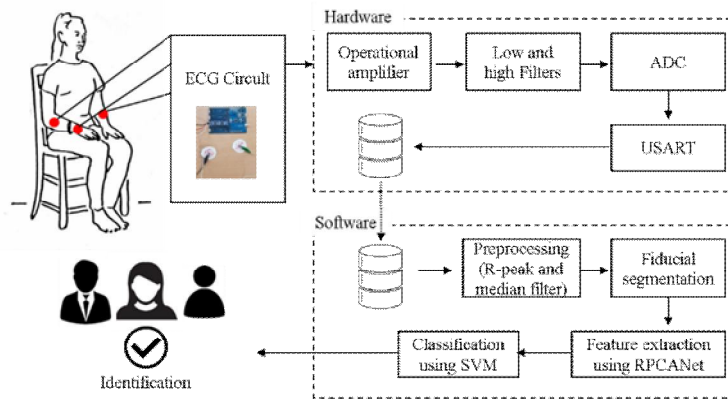 Hardware
ECG Circuit
Operational
amplifier
Low and
high Filters
ADC
USART
Software
Preprocessing
(R-peak and
median filter)
Fiducial
segmentation
Classification
using SVM
Feature extraction
using RPCANet
Identification